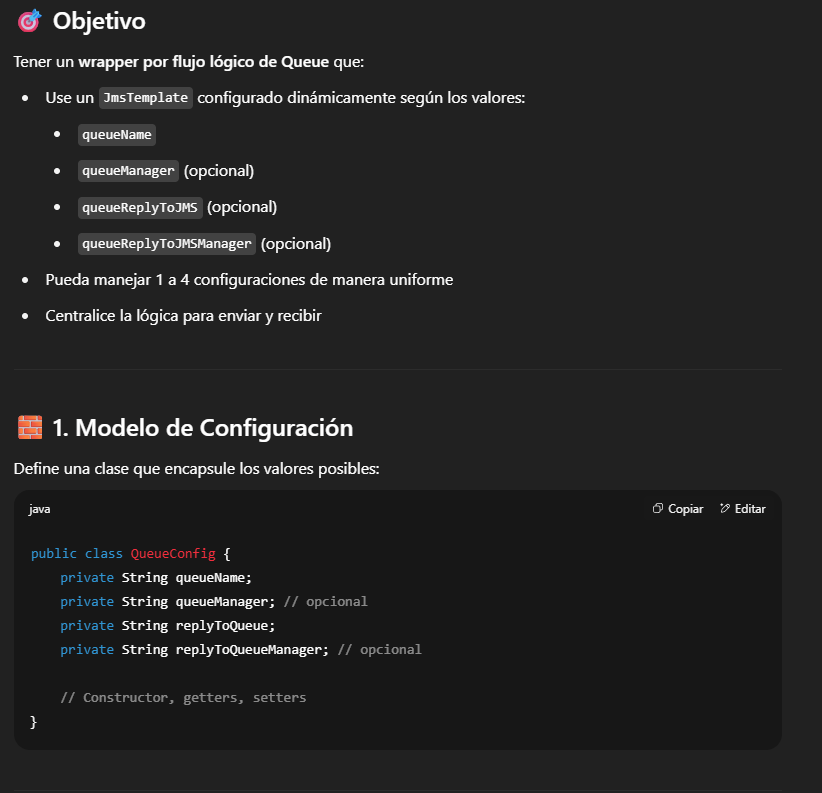 🎯 Objetivo
Tener un wrapper por flujo lógico de Queue que:
• Use un JmsTemplate configurado dinámicamente según los valores:
• queueName
• queueManager (opcional)
• queueReplyToJMS (opcional)
• queueReplyToJMSManager (opcional)
• Pueda manejar 1 a 4 configuraciones de manera uniforme
• Centralice la lógica para enviar y recibir
🧱 1. Modelo de Configuración
Define una clase que encapsule los valores posibles:
java Copiar Editar
public class QueueConfig {
    private String queueName;
    private String queueManager; // opcional
    private String replyToQueue;
    private String replyToQueueManager; // opcional
    // Constructor, getters, setters
}